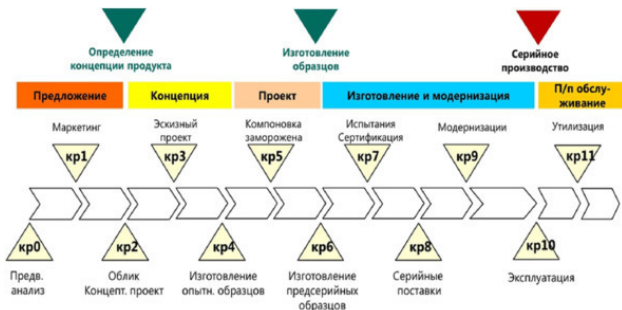 Определение
концепции продукта
Изготовление
образцов
Серийное
производство
Предложение
Концепция
Проект
Изготовление и модернизация
П/п обслу-
живание
Маркетинг
Эскизный
проект
Компоновка
заморожена
Испытания
Сертификация
Модернизации
Утилизация
кр1
кр3
кр5
кр7
кр9
кр11
кр0
кр2
кр4
кр6
кр8
кр10
Предв.
анализ
Облик
Концепт. проект
Изготовление
опытн. образцов
Изготовление
предсерийных
образцов
Серийные
поставки
Эксплуатация